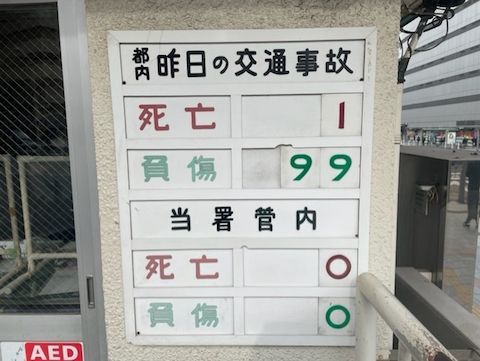 都内 昨日の交通事故
死亡 1
負傷 99
当署管内
死亡 0
負傷 0
AED